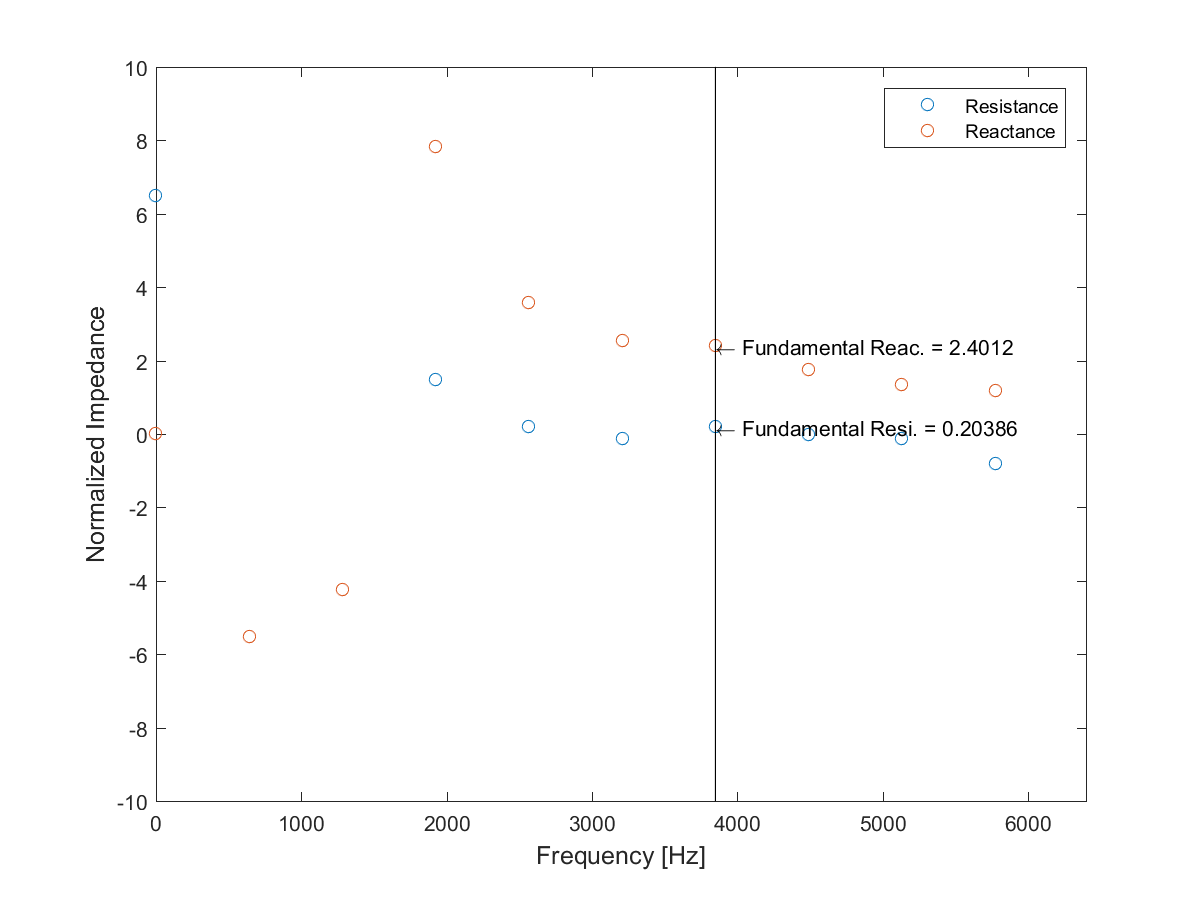 10
8
6
4
2
0
-2
-4
-6
-8
-10
Normalized Impedance
Resistance
Reactance
← Fundamental Reac. = 2.4012
← Fundamental Resi. = 0.20386
0 1000 2000 3000 4000 5000 6000
Frequency [Hz]